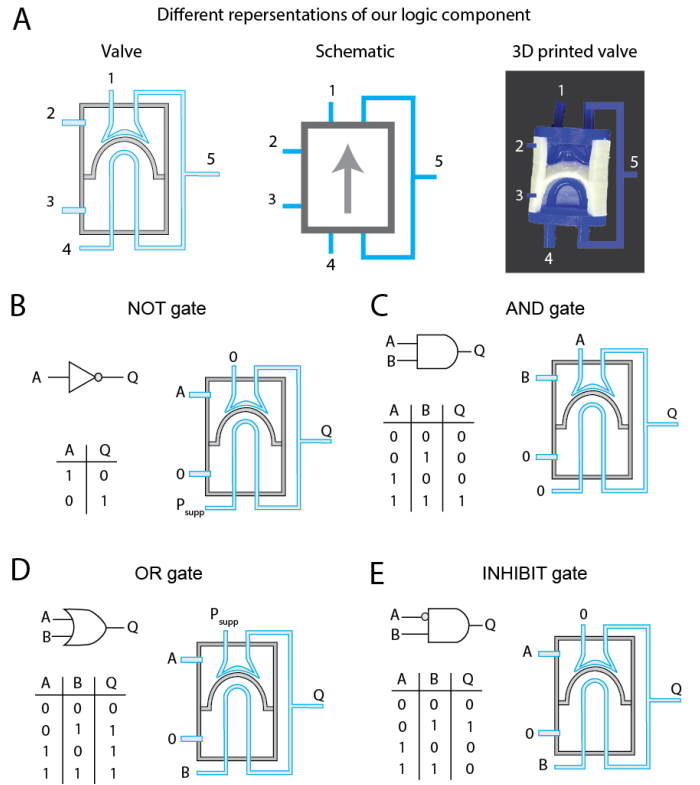 Different repersentations of our logic component
A
Valve
Schematic
3D printed valve
1
2
3
4
5
1
2
3
4
5
1
2
3
4
5
B
NOT gate
A
Q
A Q
1 0
0 1
0
A
0
P_supp
Q
C
AND gate
A
B
Q
A B Q
0 0 0
0 1 0
1 0 0
1 1 1
A
B
0
0
Q
D
OR gate
A
B
Q
A B Q
0 0 0
0 1 1
1 0 1
1 1 1
P_supp
A
0
B
Q
E
INHIBIT gate
A
B
Q
A B Q
0 0 0
0 1 1
1 0 0
1 1 0
0
A
0
B
Q